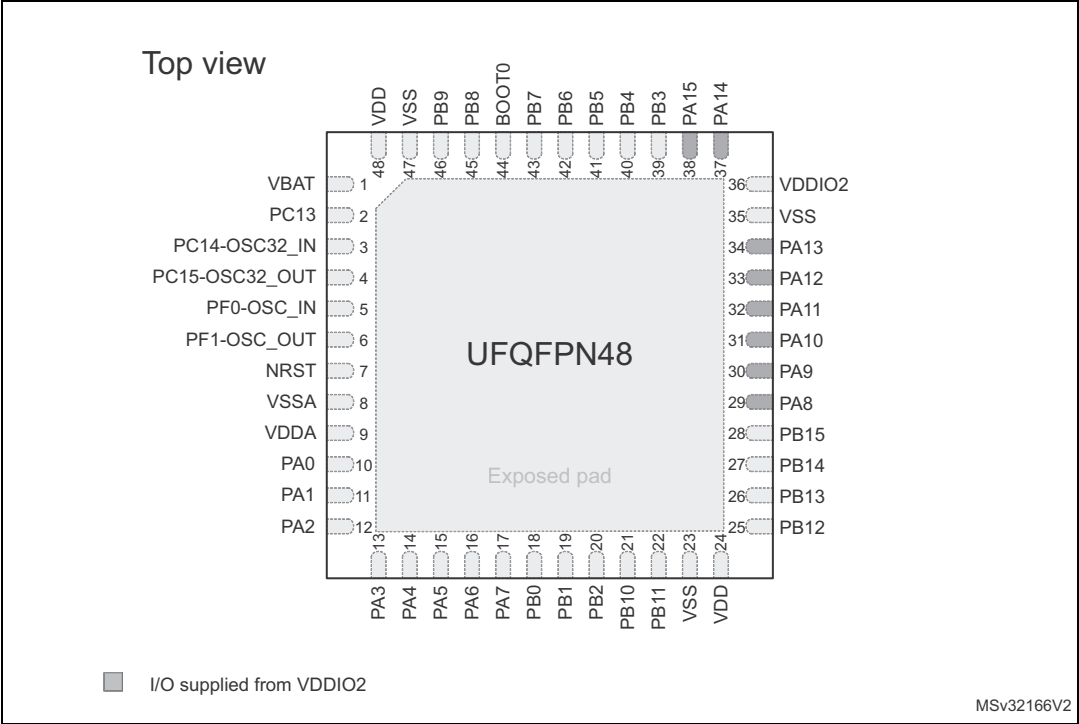 Top view
VDD
VSS
PB9
PB8
BOOT0
PB7
PB6
PB5
PB4
PB3
PA15
PA14
48
47
46
45
44
43
42
41
40
39
38
37
VBAT 1
PC13 2
PC14-OSC32_IN 3
PC15-OSC32_OUT 4
PF0-OSC_IN 5
PF1-OSC_OUT 6
NRST 7
VSSA 8
VDDA 9
PA0 10
PA1 11
PA2 12
36 VDDIO2
35 VSS
34 PA13
33 PA12
32 PA11
31 PA10
30 PA9
29 PA8
28 PB15
27 PB14
26 PB13
25 PB12
UFQFPN48
Exposed pad
13
14
15
16
17
18
19
20
21
22
23
24
PA3
PA4
PA5
PA6
PA7
PB0
PB1
PB2
PB10
PB11
VSS
VDD
I/O supplied from VDDIO2
MSv32166V2